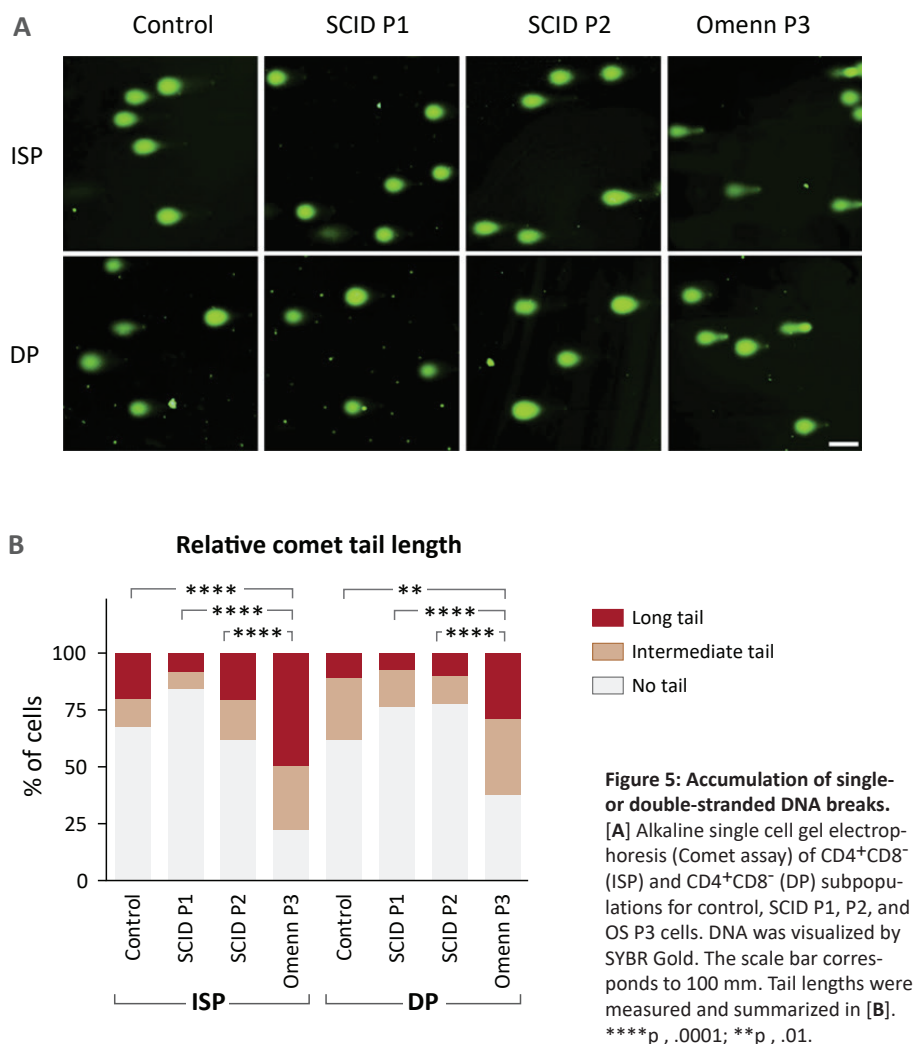 A
Control
SCID P1
SCID P2
Omenn P3
ISP
DP
B
Relative comet tail length
****
**
****
****
****
****
100
75
50
25
0
% of cells
100
Control
SCID P1
SCID P2
Omenn P3
Control
SCID P1
SCID P2
Omenn P3
ISP
DP
Long tail
Intermediate tail
No tail
Figure 5: Accumulation of single-
or double-stranded DNA breaks.
[A] Alkaline single cell gel electrop-
horesis (Comet assay) of CD4⁺CD8⁻
(ISP) and CD4⁺CD8⁻ (DP) subpopu-
lations for control, SCID P1, P2, and
OS P3 cells. DNA was visualized by
SYBR Gold. The scale bar corres-
ponds to 100 mm. Tail lengths were
measured and summarized in [B].
****p , .0001; **p , .01.